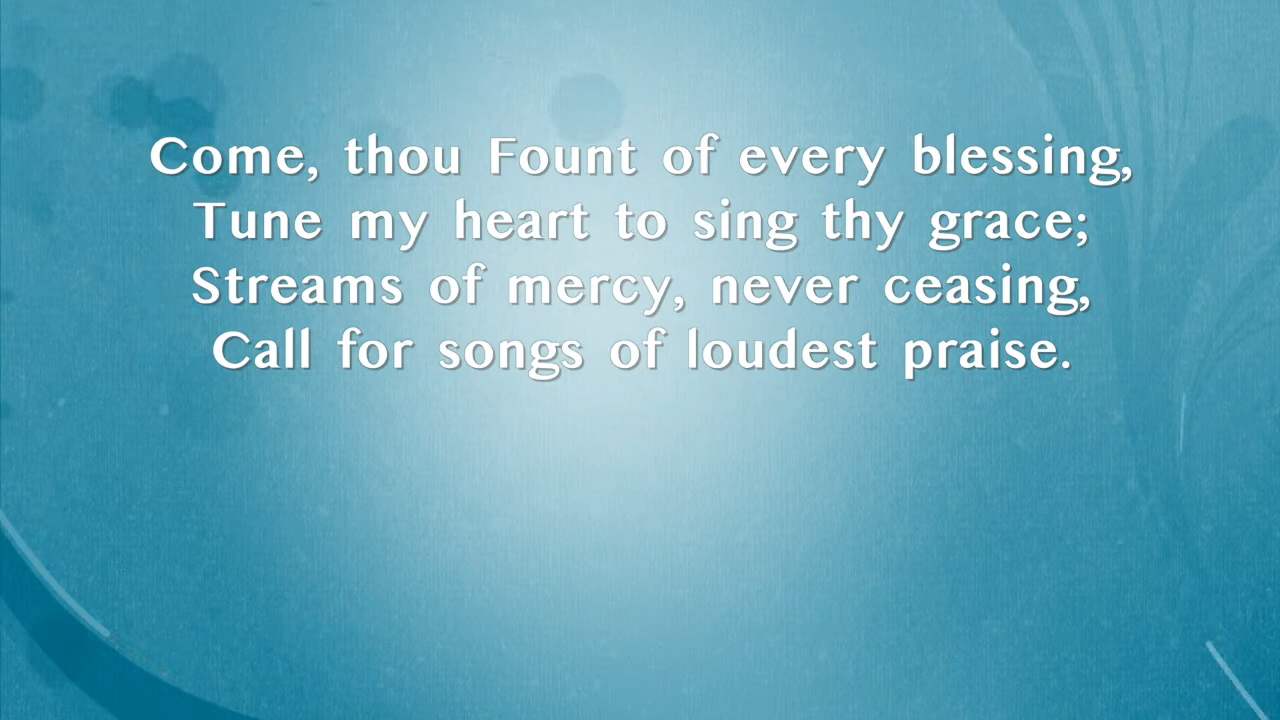 Come, thou Fount of every blessing,
Tune my heart to sing thy grace;
Streams of mercy, never ceasing,
Call for songs of loudest praise.